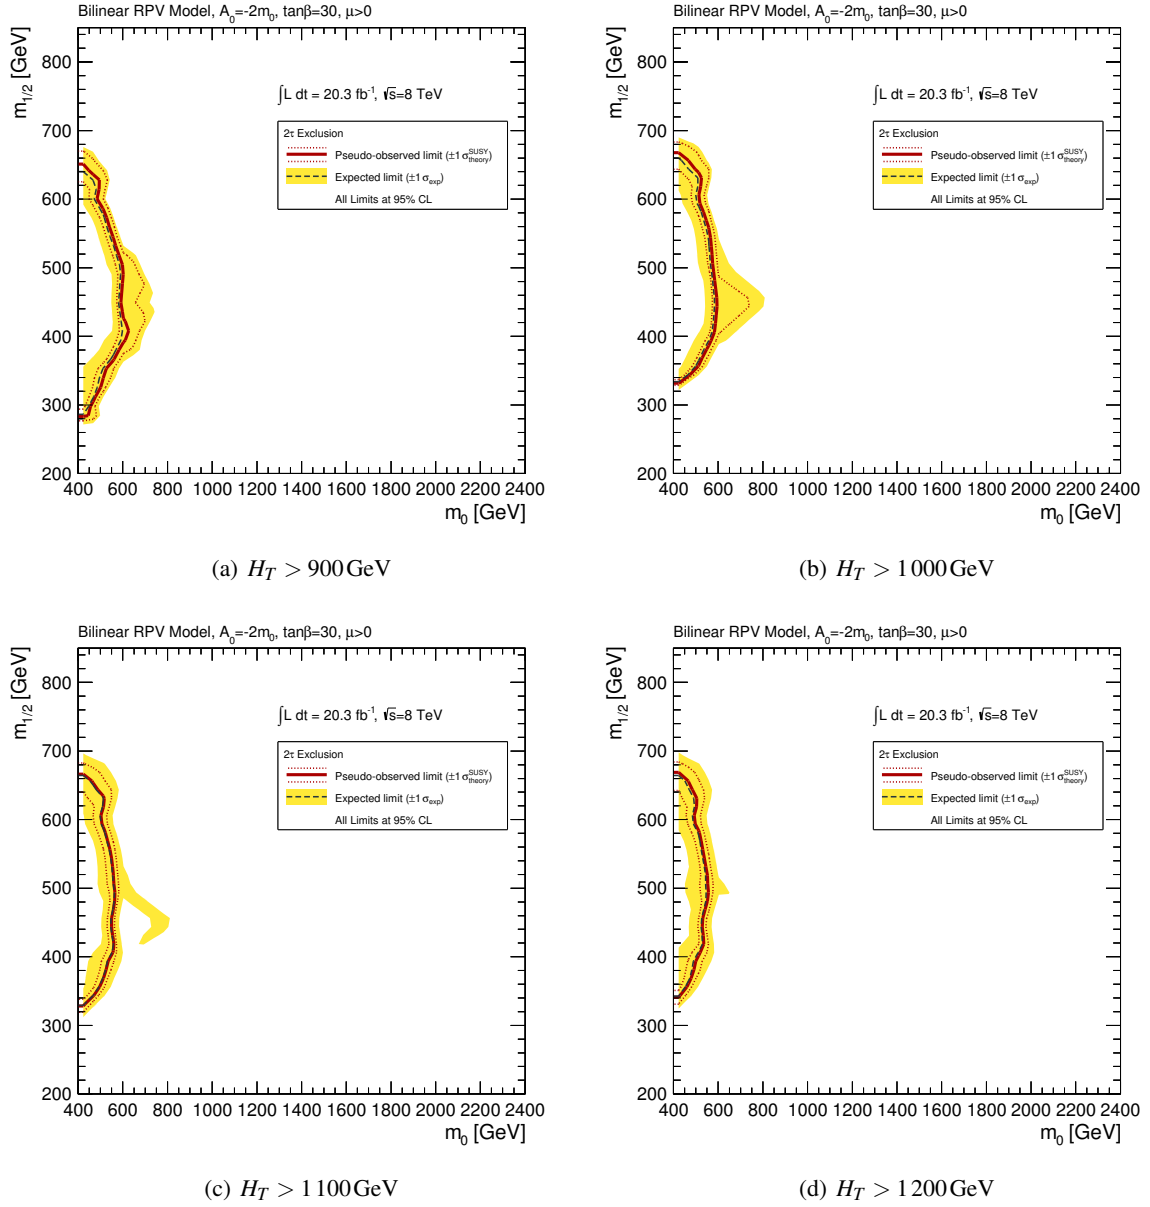 Bilinear RPV Model, A0=-2m0, tanβ=30, μ>0
m1/2 [GeV]
∫L dt = 20.3 fb-1, √s=8 TeV
2τ Exclusion
Pseudo-observed limit (±1 σ SUSY theory)
Expected limit (±1 σexp)
All Limits at 95% CL
800
700
600
500
400
300
200
400 600 800 1000 1200 1400 1600 1800 2000 2200 2400
m0 [GeV]
(a) HT > 900 GeV
Bilinear RPV Model, A0=-2m0, tanβ=30, μ>0
m1/2 [GeV]
∫L dt = 20.3 fb-1, √s=8 TeV
2τ Exclusion
Pseudo-observed limit (±1 σ SUSY theory)
Expected limit (±1 σexp)
All Limits at 95% CL
800
700
600
500
400
300
200
400 600 800 1000 1200 1400 1600 1800 2000 2200 2400
m0 [GeV]
(b) HT > 1000 GeV
Bilinear RPV Model, A0=-2m0, tanβ=30, μ>0
m1/2 [GeV]
∫L dt = 20.3 fb-1, √s=8 TeV
2τ Exclusion
Pseudo-observed limit (±1 σ SUSY theory)
Expected limit (±1 σexp)
All Limits at 95% CL
800
700
600
500
400
300
200
400 600 800 1000 1200 1400 1600 1800 2000 2200 2400
m0 [GeV]
(c) HT > 1100 GeV
Bilinear RPV Model, A0=-2m0, tanβ=30, μ>0
m1/2 [GeV]
∫L dt = 20.3 fb-1, √s=8 TeV
2τ Exclusion
Pseudo-observed limit (±1 σ SUSY theory)
Expected limit (±1 σexp)
All Limits at 95% CL
800
700
600
500
400
300
200
400 600 800 1000 1200 1400 1600 1800 2000 2200 2400
m0 [GeV]
(d) HT > 1200 GeV